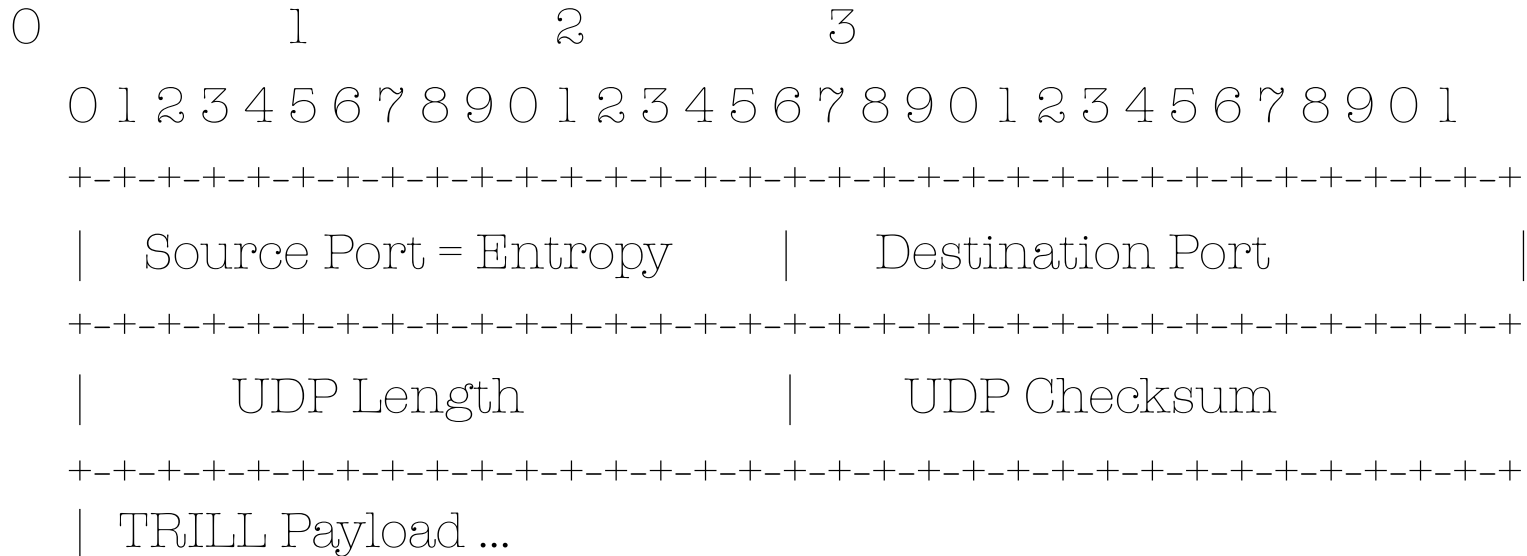 0 1 2 3
0 1 2 3 4 5 6 7 8 9 0 1 2 3 4 5 6 7 8 9 0 1 2 3 4 5 6 7 8 9 0 1
+-+-+-+-+-+-+-+-+-+-+-+-+-+-+-+-+-+-+-+-+-+-+-+-+-+-+-+-+-+-+-+-+
| Source Port = Entropy | Destination Port |
+-+-+-+-+-+-+-+-+-+-+-+-+-+-+-+-+-+-+-+-+-+-+-+-+-+-+-+-+-+-+-+-+
| UDP Length | UDP Checksum
+-+-+-+-+-+-+-+-+-+-+-+-+-+-+-+-+-+-+-+-+-+-+-+-+-+-+-+-+-+-+-+-+
| TRILL Payload ...